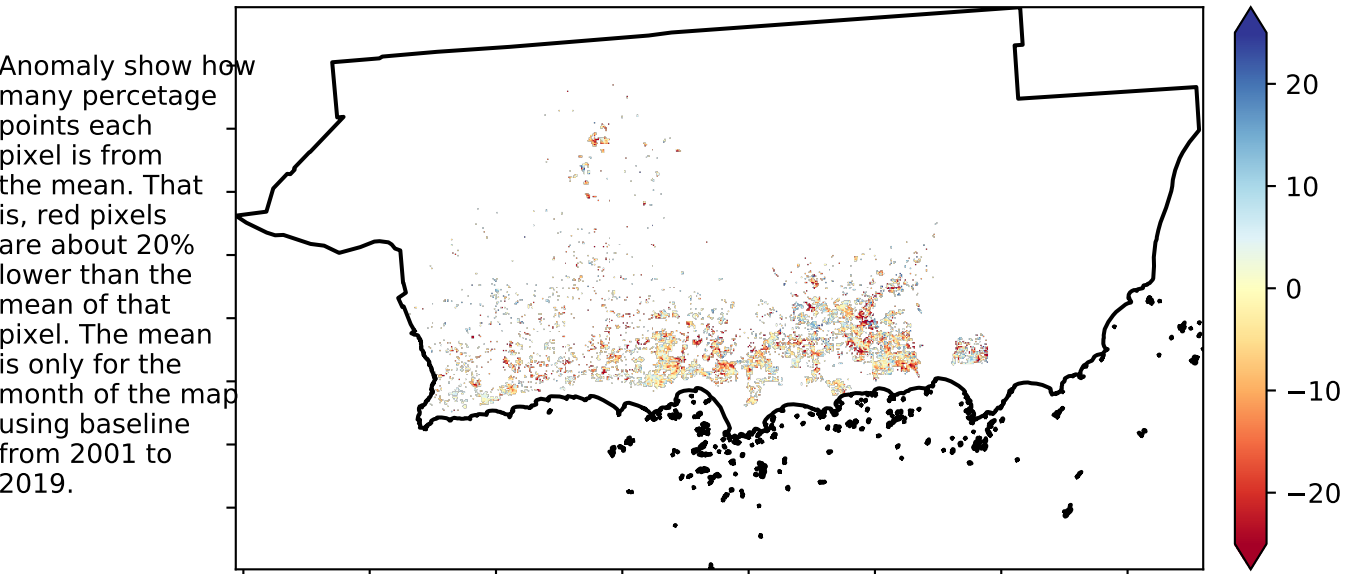 Anomaly show how
many percetage
points each
pixel is from
the mean. That
is, red pixels
are about 20%
lower than the
mean of that
pixel. The mean
is only for the
month of the map
using baseline
from 2001 to
2019.
20
10
0
−10
−20